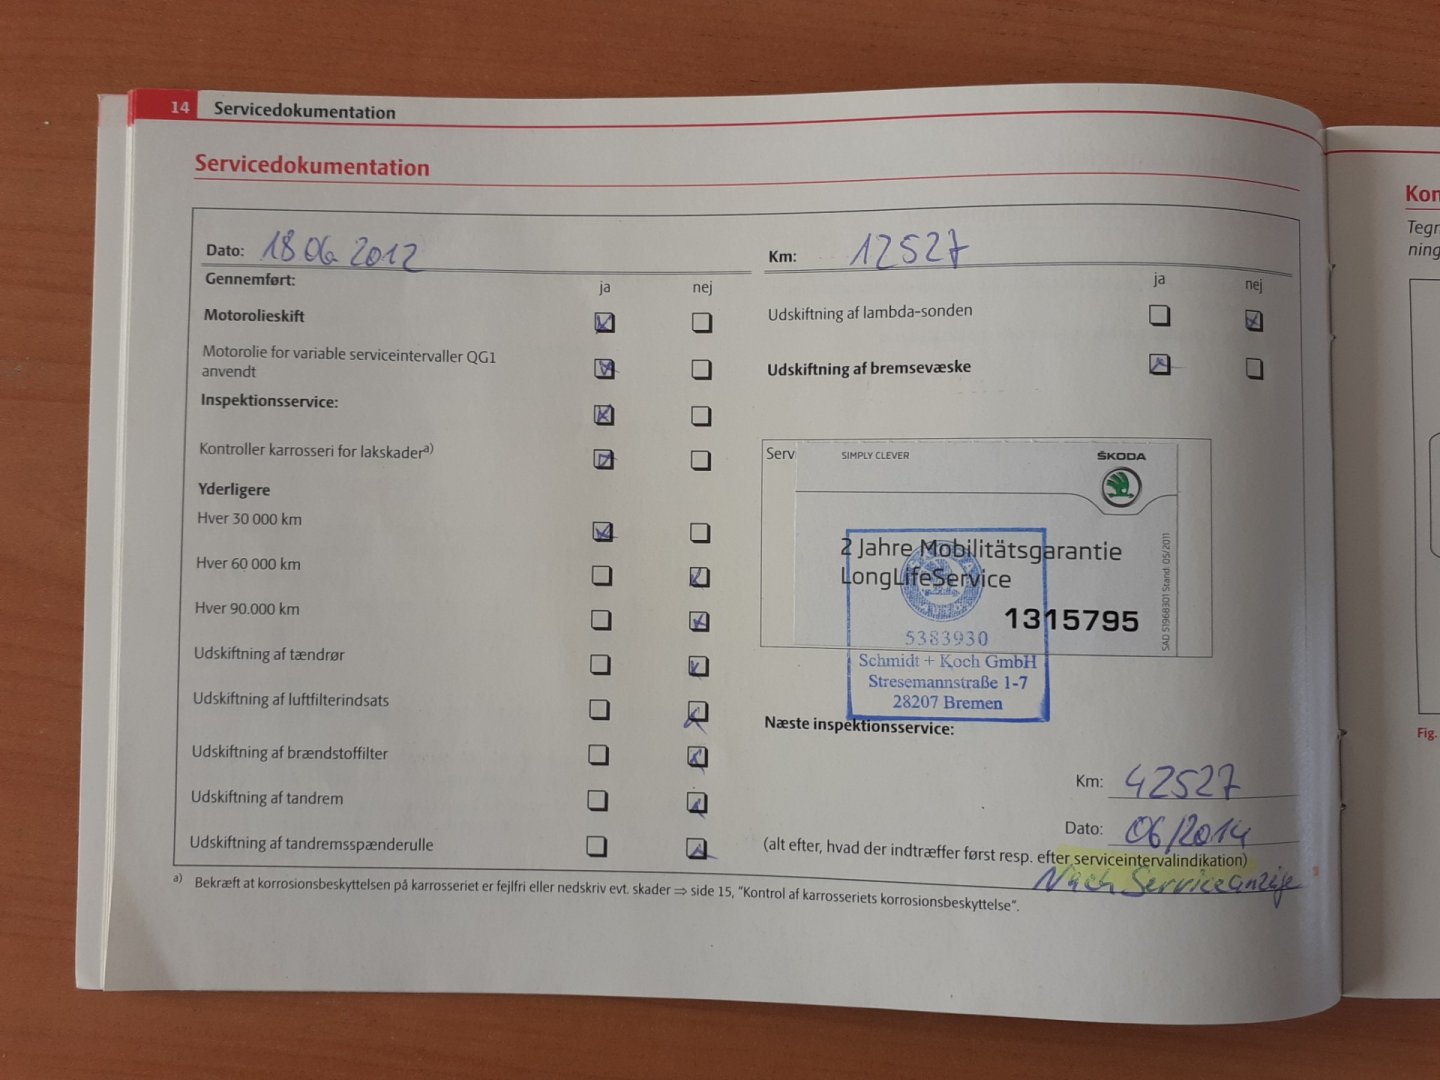 14 Servicedokumentation
Servicedokumentation
Dato: 18 06 2012
Gennemført:
ja nej
Motorolieskift
Motorolie for variable serviceintervaller QG1
anvendt
Inspektionsservice:
Kontroller karrosseri for lakskader a)
Yderligere
Hver 30 000 km
Hver 60 000 km
Hver 90.000 km
Udskiftning af tændrør
Udskiftning af luftfilterindsats
Udskiftning af brændstoffilter
Udskiftning af tandrem
Udskiftning af tandremsspænderulle
Km: 12527
ja nej
Udskiftning af lambda-sonden
Udskiftning af bremsevæske
Serv
SIMPLY CLEVER
ŠKODA
2 Jahre Mobilitätsgarantie
LongLifeService
1315795
SAD 51968301 Stand: 05/2011
5383930
Schmidt + Koch GmbH
Stresemannstraße 1-7
28207 Bremen
Næste inspektionsservice:
Km: 42527
Dato: 06/2014
(alt efter, hvad der indtræffer først resp. efter serviceintervalindikation)
Nach Serviceanzeige
a) Bekræft at korrosionsbeskyttelsen på karrosseriet er fejlfri eller nedskriv evt. skader ⇒ side 15, "Kontrol af karrosseriets korrosionsbeskyttelse".
Kon
Tegn
ning
Fig.